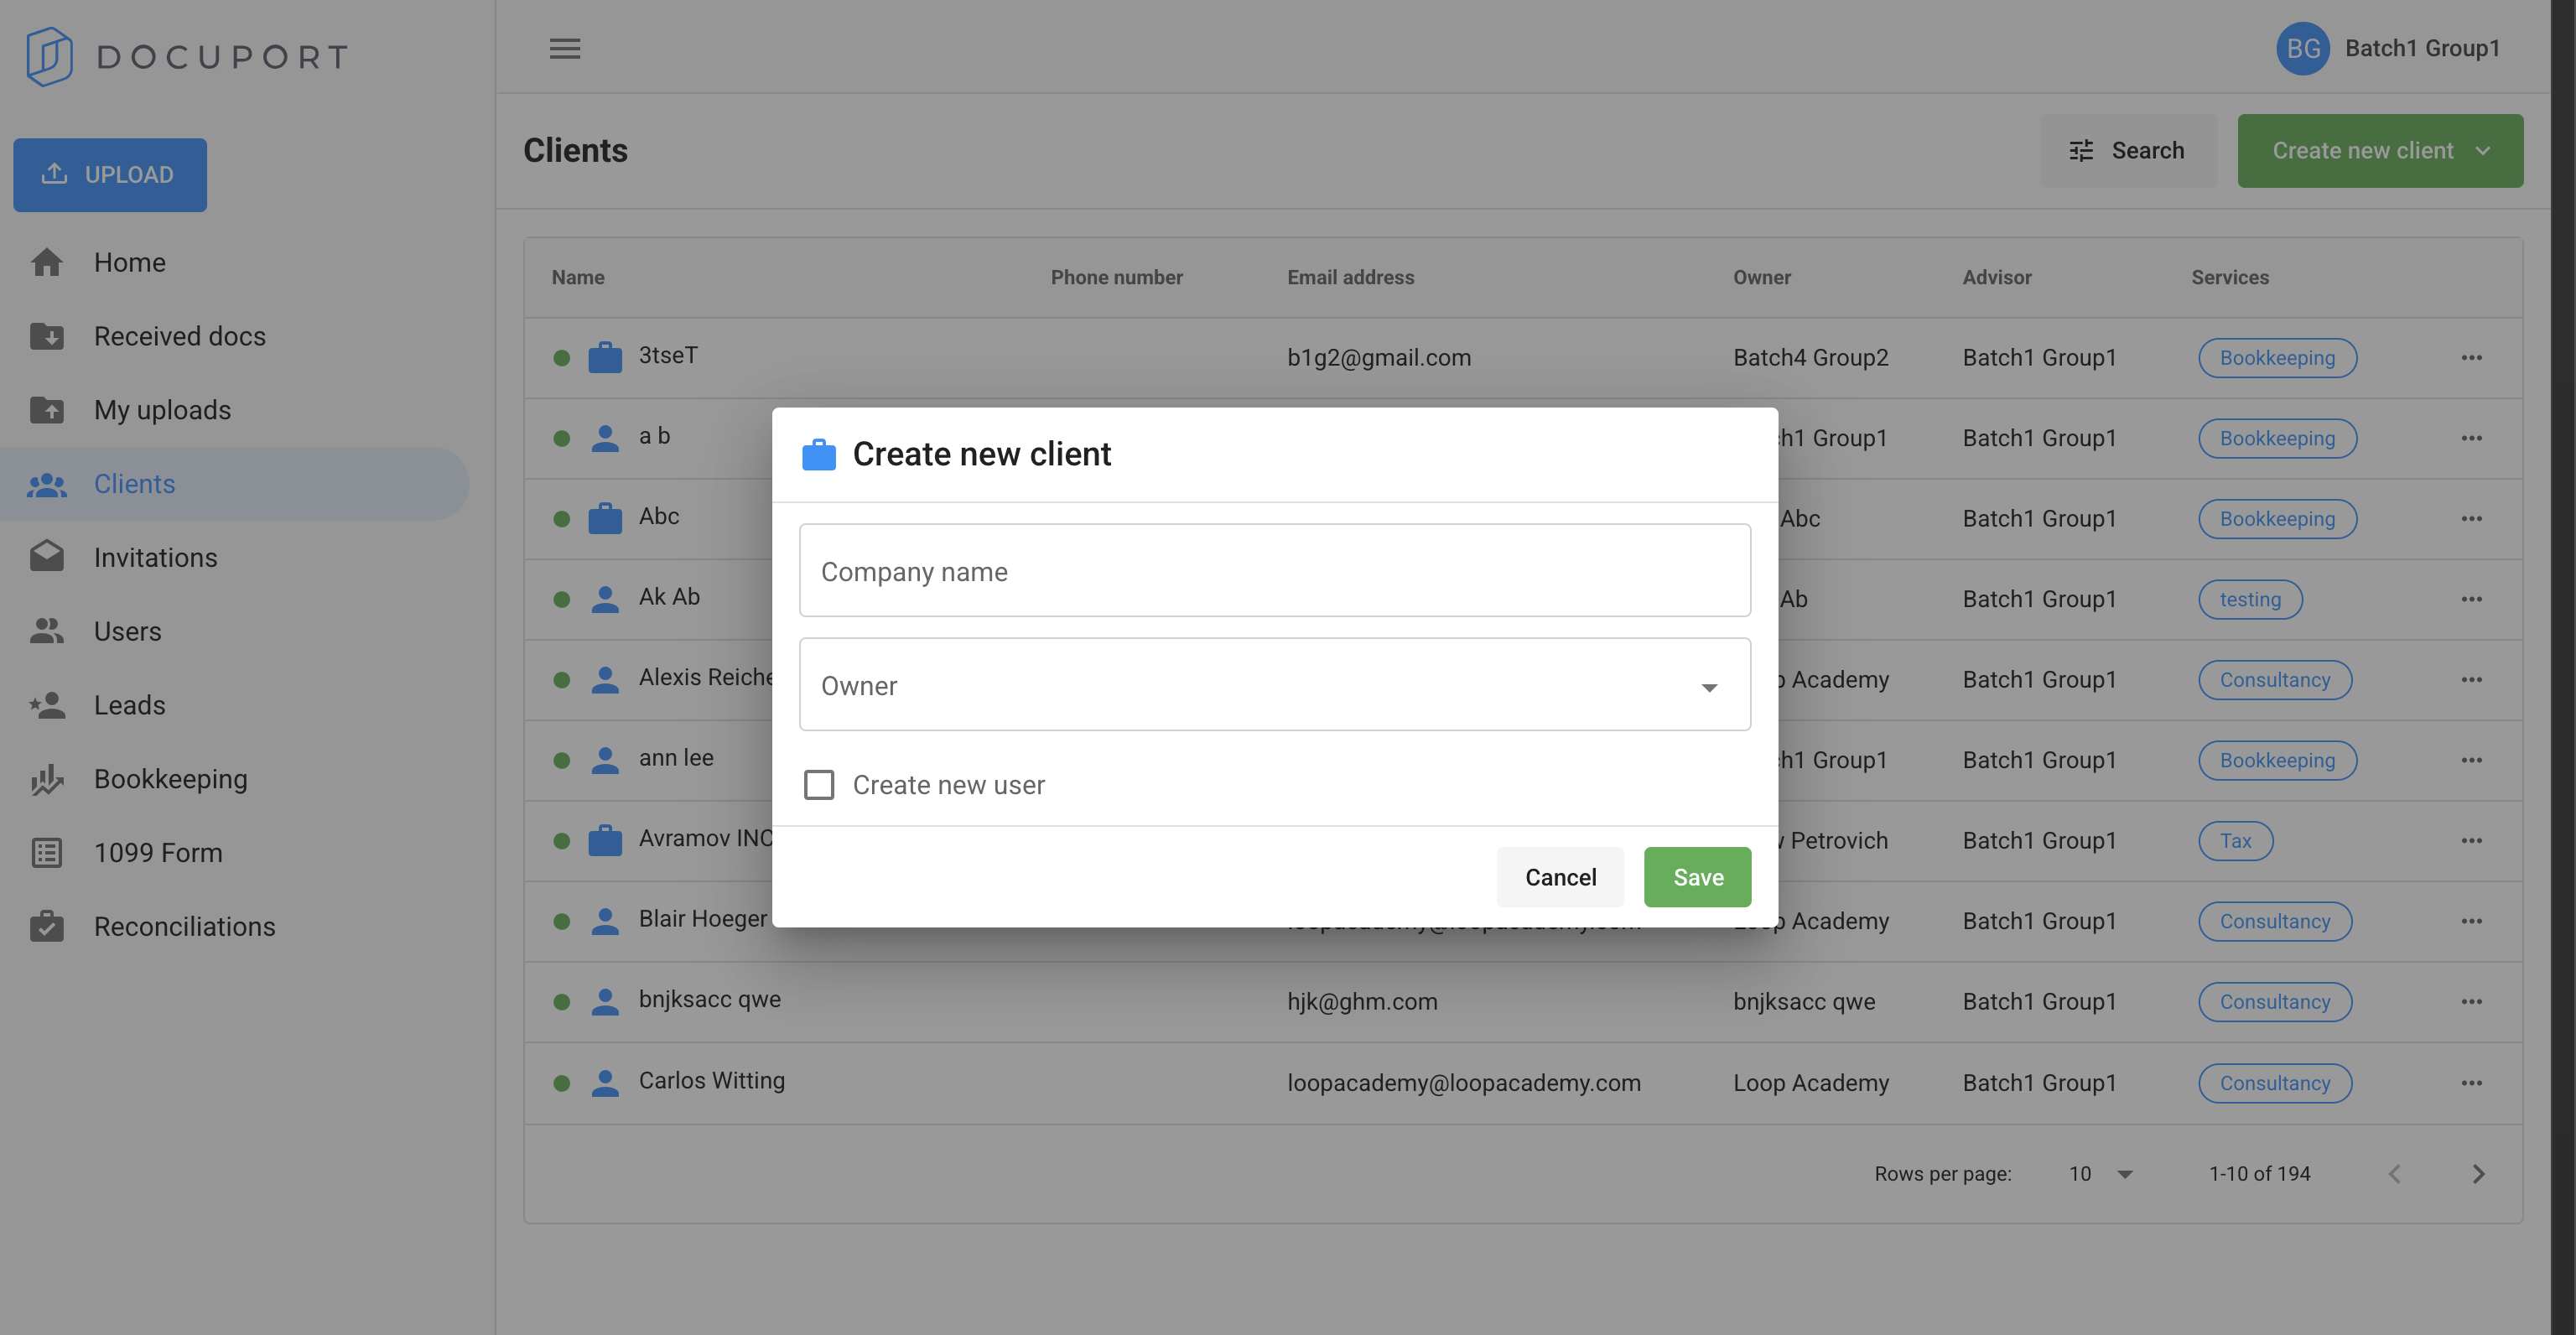 DOCUPORT
BG Batch1 Group1
UPLOAD
Home
Received docs
My uploads
Clients
Invitations
Users
Leads
Bookkeeping
1099 Form
Reconciliations
Clients
Search
Create new client
Name Phone number Email address Owner Advisor Services
3tseT b1g2@gmail.com Batch4 Group2 Batch1 Group1 Bookkeeping
a b Group1 Batch1 Group1 Bookkeeping
Abc Abc Batch1 Group1 Bookkeeping
Ak Ab Ab Batch1 Group1 testing
Alexis Academy Batch1 Group1 Consultancy
ann lee Group1 Batch1 Group1 Bookkeeping
Avramov INC Petrovich Batch1 Group1 Tax
Blair Hoeger loopacademy@loopacademy.com Loop Academy Batch1 Group1 Consultancy
bnjksacc qwe hjk@ghm.com bnjksacc qwe Batch1 Group1 Consultancy
Carlos Witting loopacademy@loopacademy.com Loop Academy Batch1 Group1 Consultancy
Rows per page: 10 1-10 of 194
Create new client
Company name
Owner
Create new user
Cancel
Save